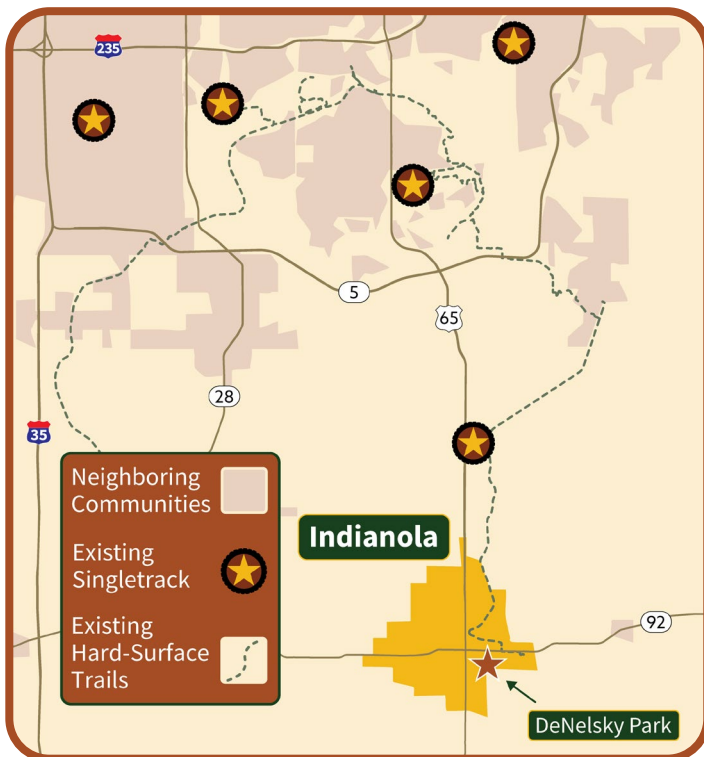 235
5
65
28
35
Neighboring
Communities
Existing
Singletrack
Existing
Hard-Surface
Trails
Indianola
92
DeNelsky Park